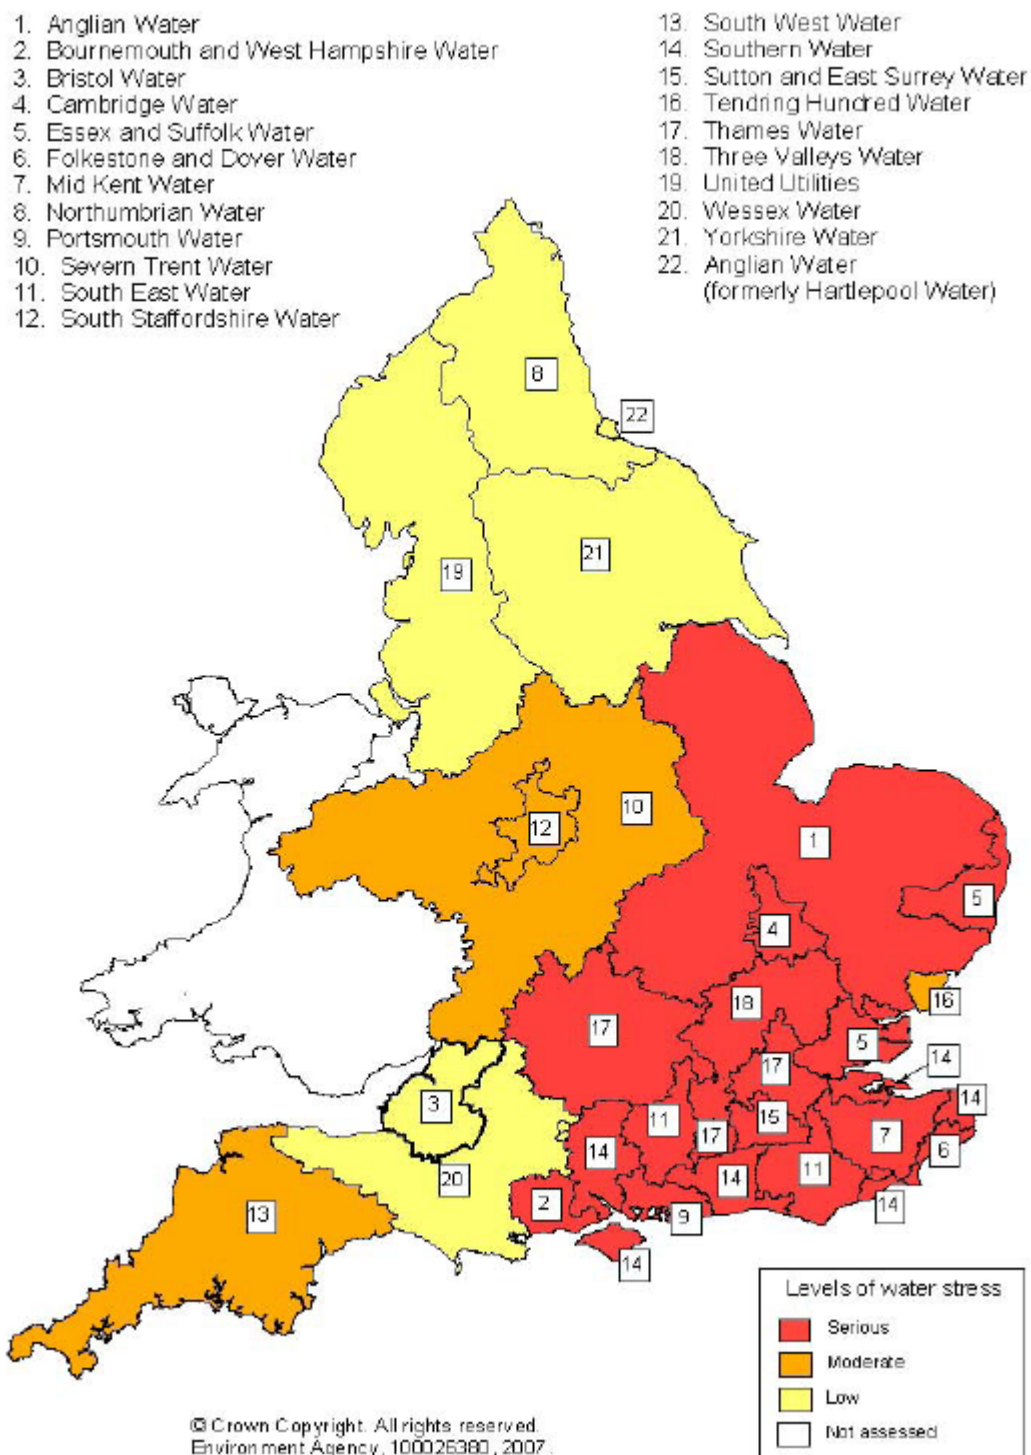 1. Anglian Water
2. Bournemouth and West Hampshire Water
3. Bristol Water
4. Cambridge Water
5. Essex and Suffolk Water
6. Folkestone and Dover Water
7. Mid Kent Water
8. Northumbrian Water
9. Portsmouth Water
10. Severn Trent Water
11. South East Water
12. South Staffordshire Water
13. South West Water
14. Southern Water
15. Sutton and East Surrey Water
16. Tendring Hundred Water
17. Thames Water
18. Three Valleys Water
19. United Utilities
20. Wessex Water
21. Yorkshire Water
22. Anglian Water
(formerly Hartlepool Water)
8
22
21
19
10
12
1
5
4
16
18
17
5
14
17
14
3
15
11
7
17
6
14
20
11
14
2
14
13
9
14
Levels of water stress
Serious
Moderate
Low
Not assessed
© Crown Copyright. All rights reserved.
Environment Agency, 100026380, 2007.